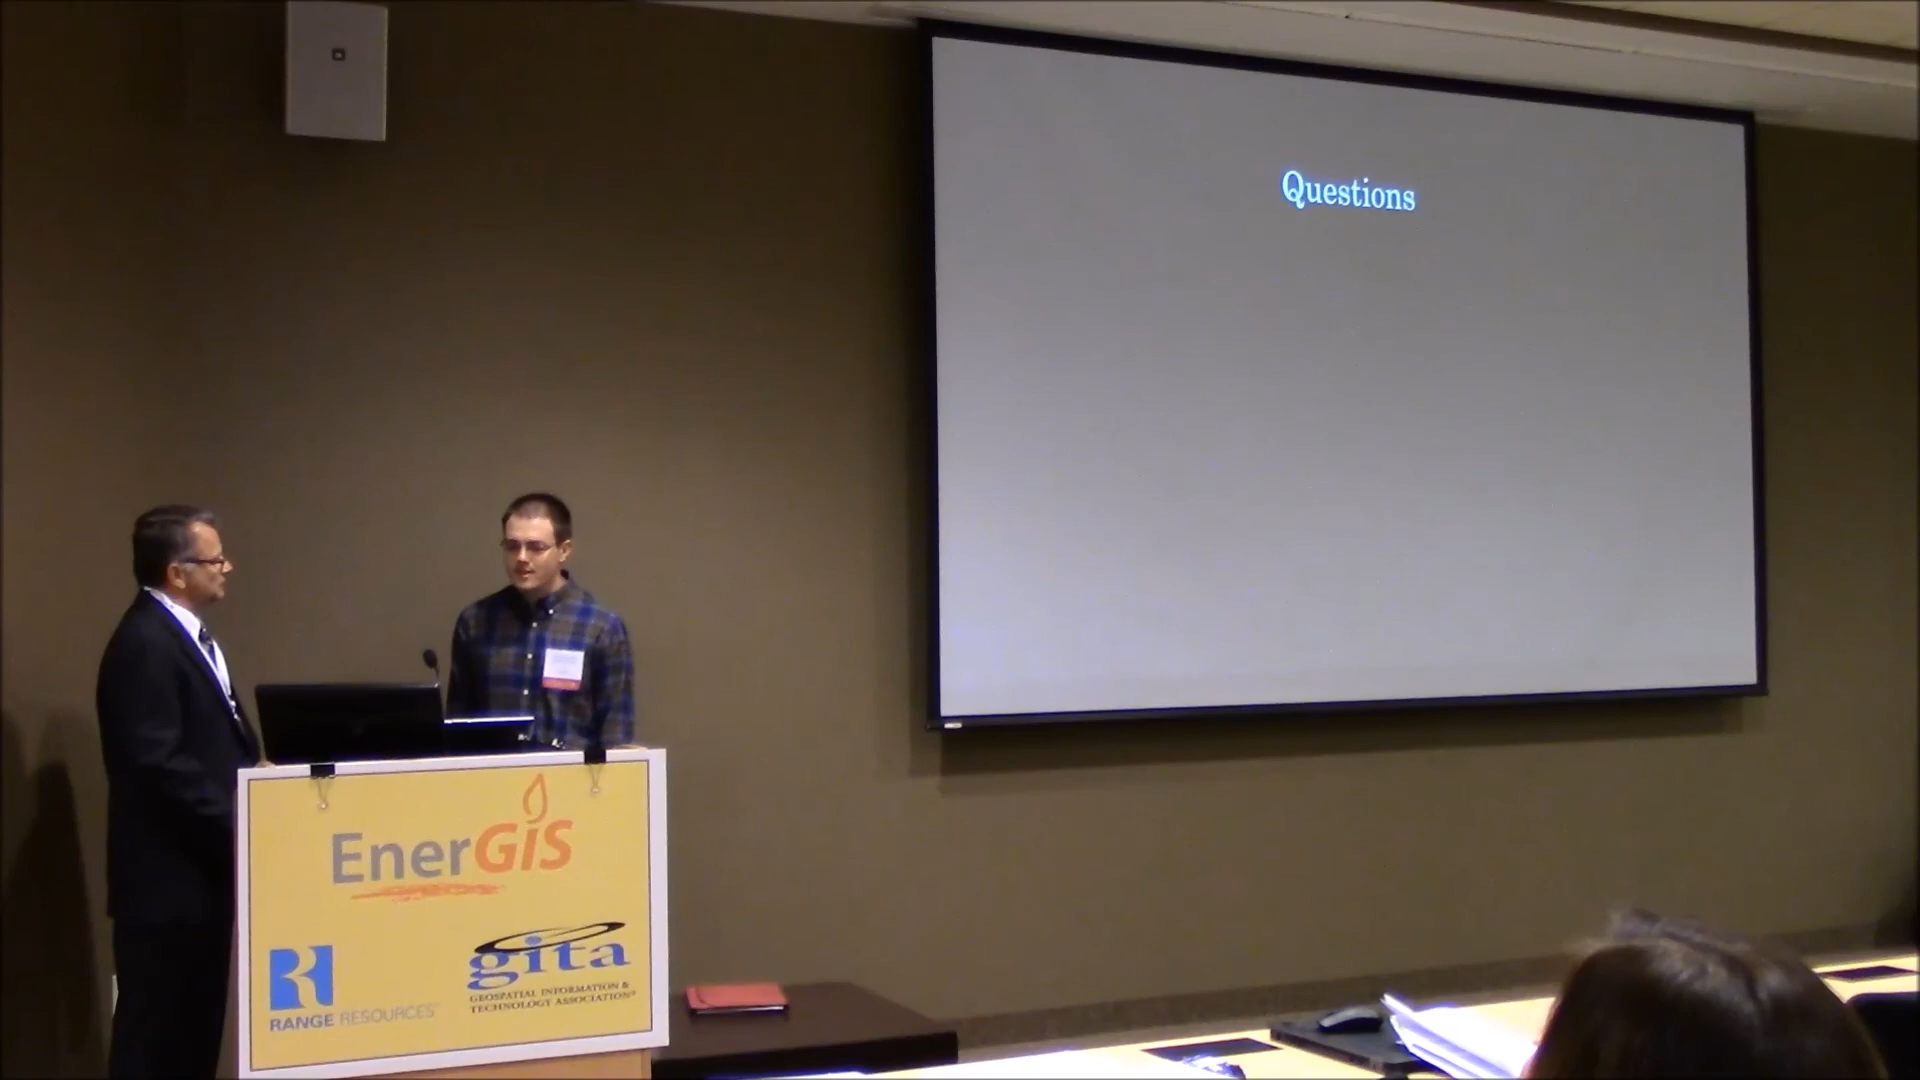 Questions
EnerGIS
RANGE RESOURCES
gita
GEOSPATIAL INFORMATION &
TECHNOLOGY ASSOCIATION®